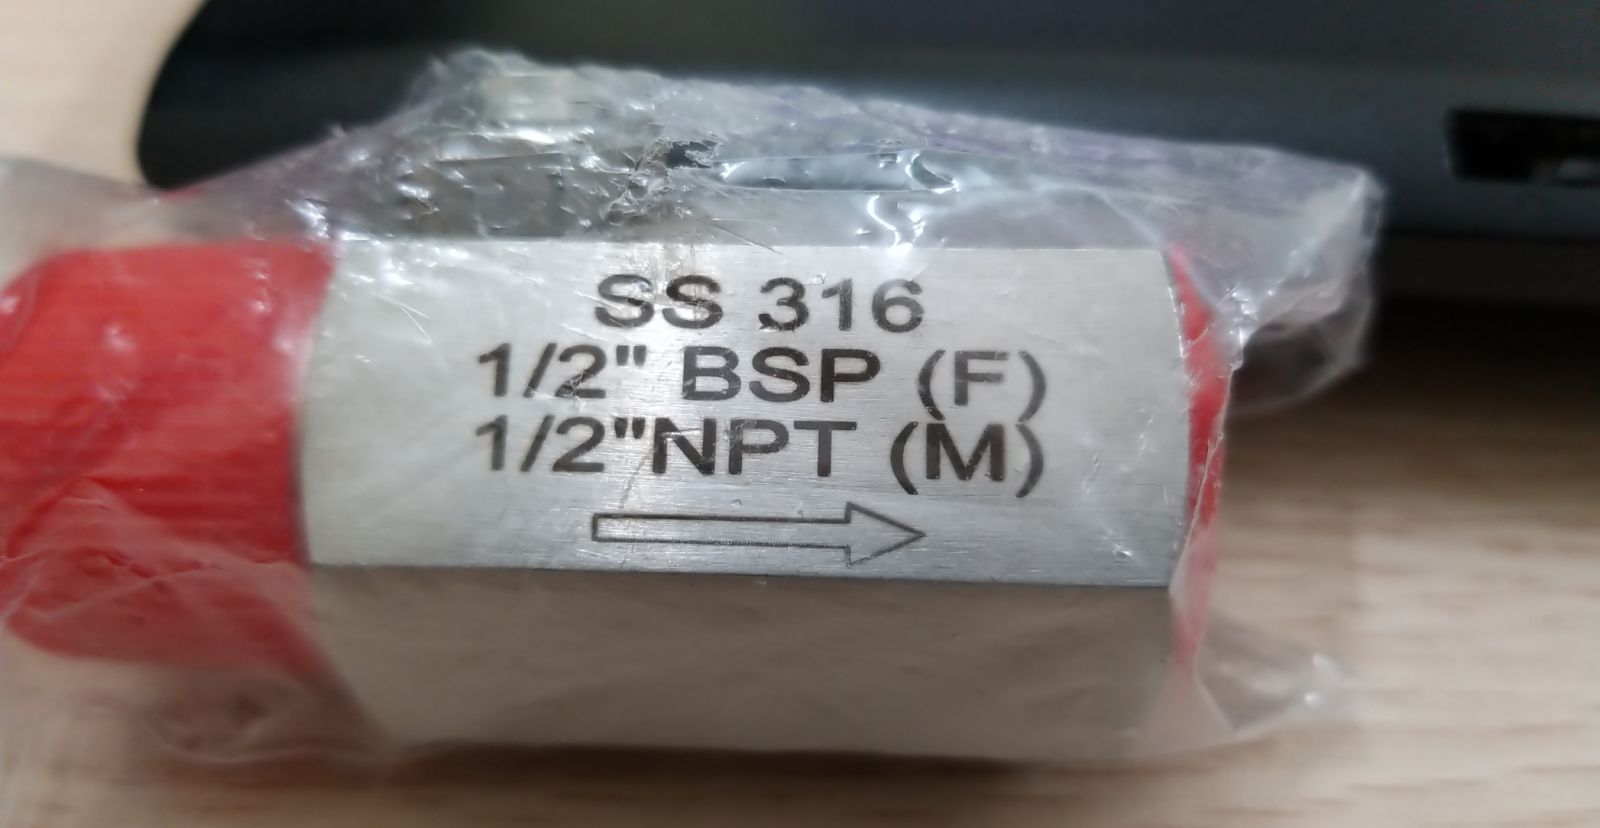 SS 316
1/2" BSP (F)
1/2"NPT (M)